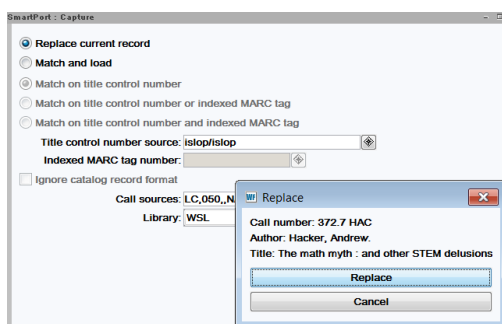 SmartPort : Capture
Replace current record
Match and load
Match on title control number
Match on title control number or indexed MARC tag
Match on title control number and indexed MARC tag
Title control number source: islop/islop
Indexed MARC tag number:
Ignore catalog record format
Call sources: LC,050,,N
Library: WSL
WF Replace
Call number: 372.7 HAC
Author: Hacker, Andrew.
Title: The math myth : and other STEM delusions
Replace
Cancel